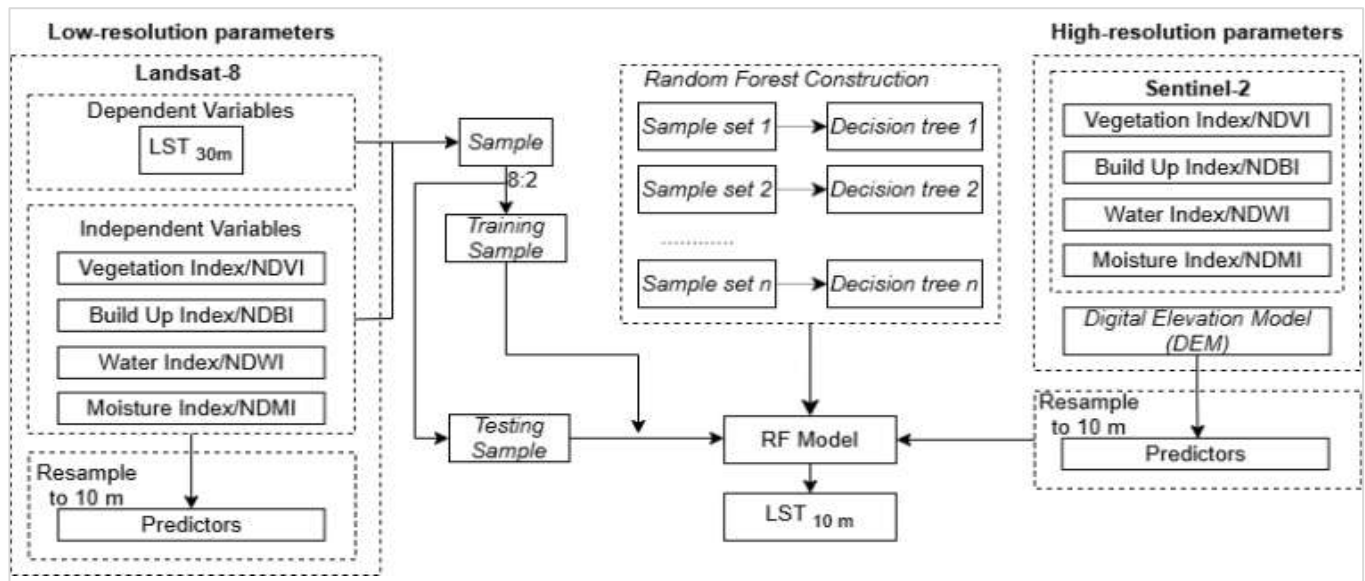 Low-resolution parameters
Landsat-8
Dependent Variables
LST 30m
Independent Variables
Vegetation Index/NDVI
Build Up Index/NDBI
Water Index/NDWI
Moisture Index/NDMI
Resample
to 10 m
Predictors
Sample
8:2
Training
Sample
Testing
Sample
Random Forest Construction
Sample set 1
Decision tree 1
Sample set 2
Decision tree 2
............
Sample set n
Decision tree n
RF Model
LST 10 m
High-resolution parameters
Sentinel-2
Vegetation Index/NDVI
Build Up Index/NDBI
Water Index/NDWI
Moisture Index/NDMI
Digital Elevation Model
(DEM)
Resample
to 10 m
Predictors